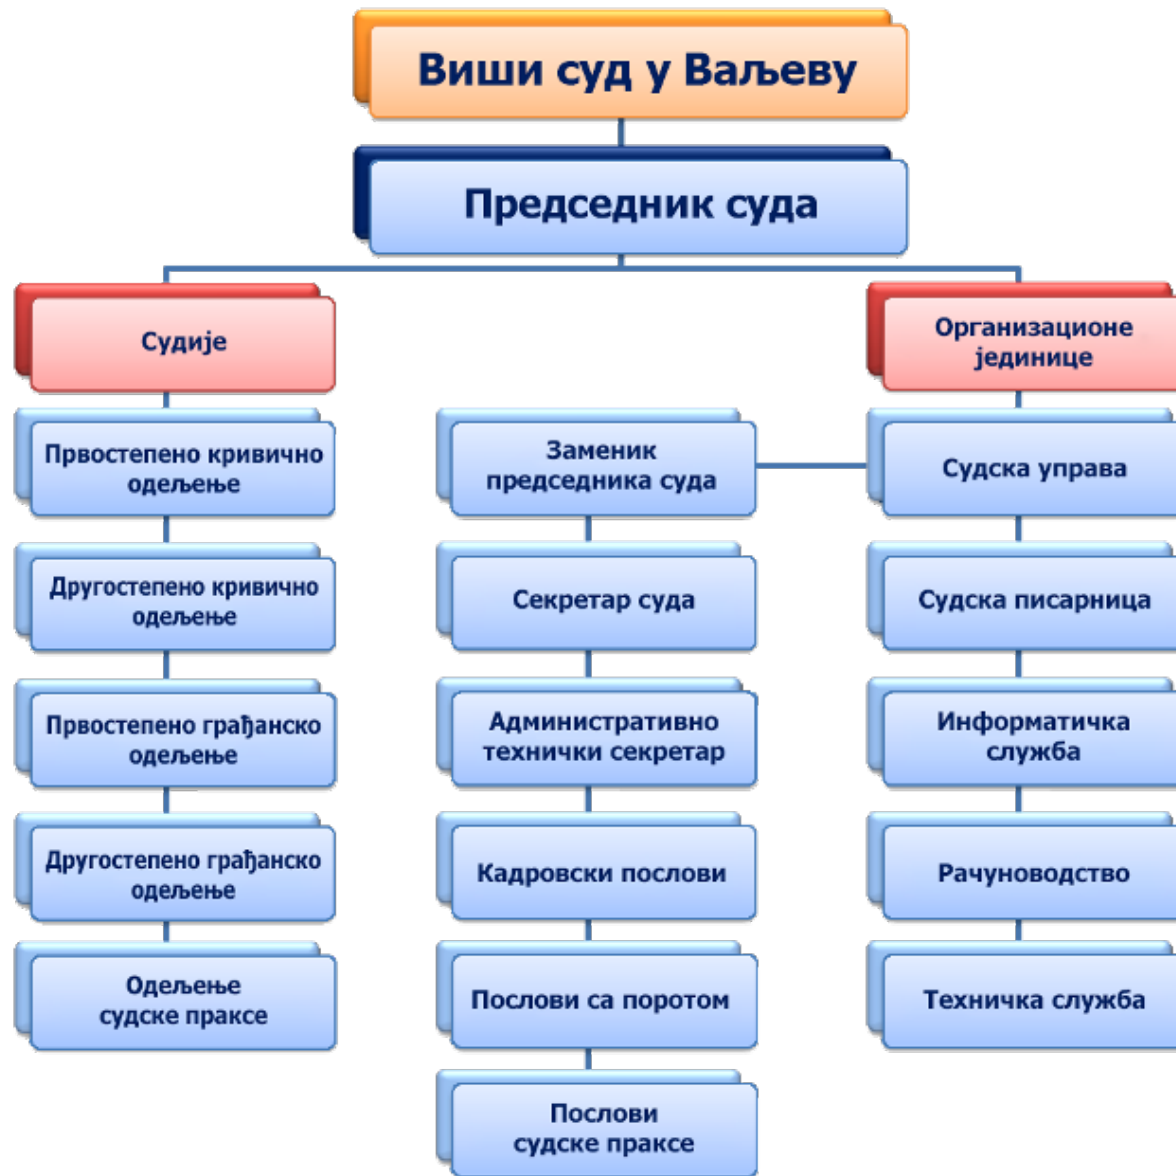 Виши суд у Ваљеву
Председник суда
Судије
Првостепено кривично
одељење
Другостепено кривично
одељење
Првостепено грађанско
одељење
Другостепено грађанско
одељење
Одељење
судске праксе
Заменик
председника суда
Секретар суда
Административно
технички секретар
Кадровски послови
Послови са поротом
Послови
судске праксе
Организационе
јединице
Судска управа
Судска писарница
Информатичка
служба
Рачуноводство
Техничка служба